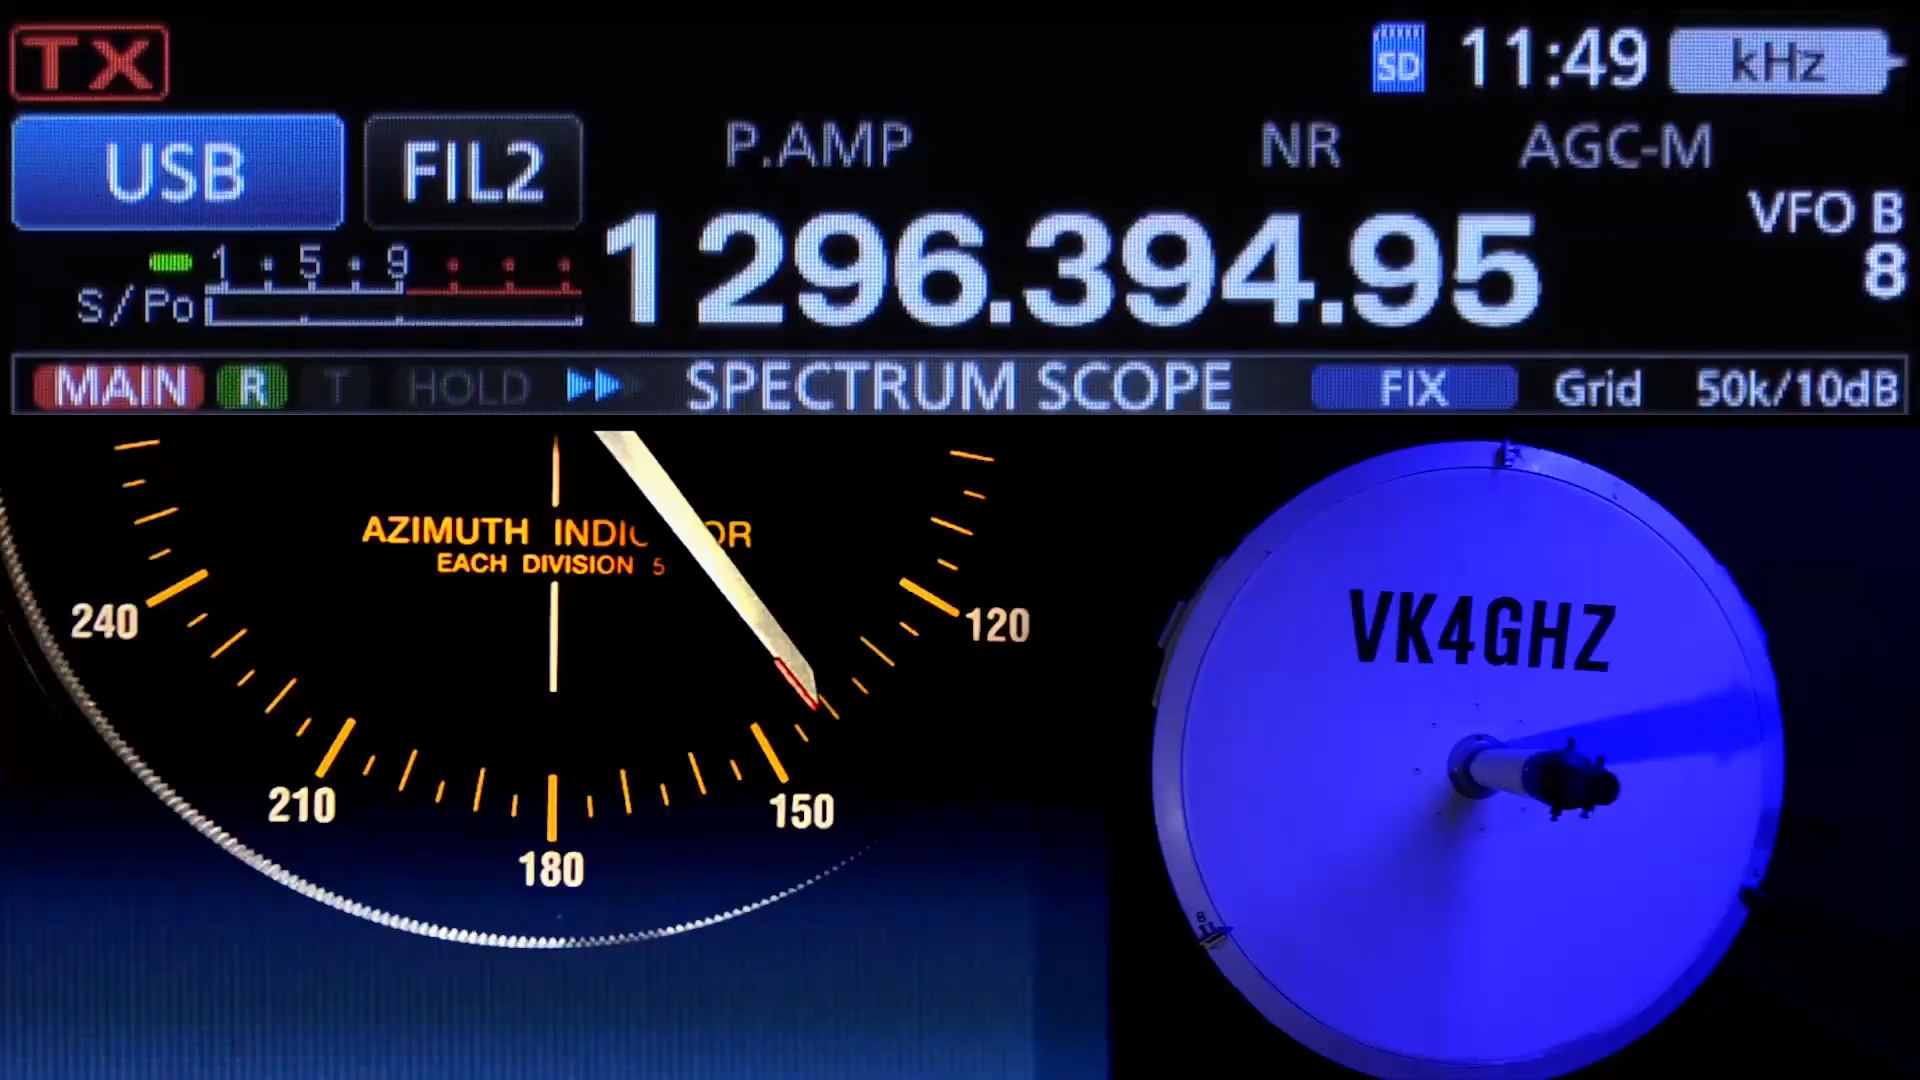 TX
SD 11:49 kHz
USB FIL2 P.AMP NR AGC-M
VFO B
1296.394.95 8
1 5 9
S/Po
MAIN R T HOLD SPECTRUM SCOPE FIX Grid 50k/10dB
AZIMUTH INDIC OR
EACH DIVISION 5
240
120
210
150
180
VK4GHZ